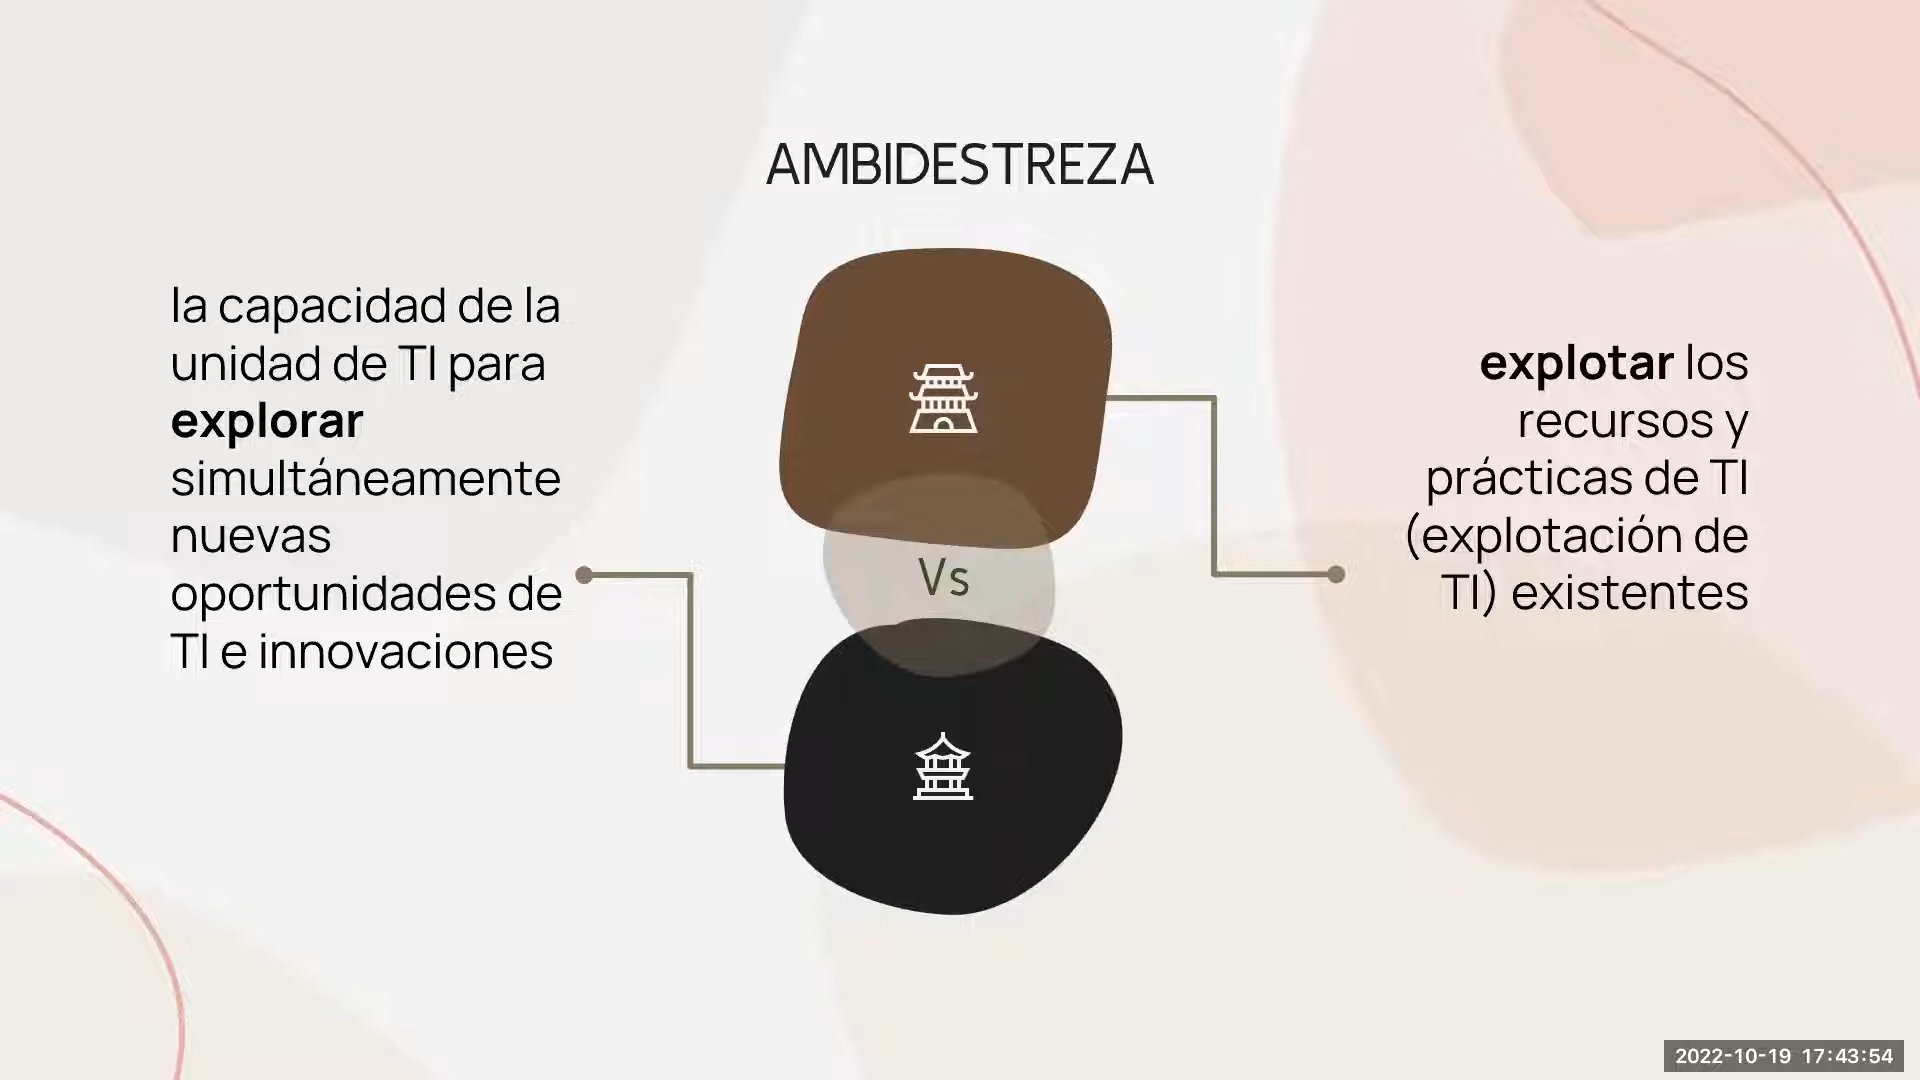 AMBIDESTREZA
la capacidad de la
unidad de TI para
explorar
simultáneamente
nuevas
oportunidades de
TI e innovaciones
Vs
explotar los
recursos y
prácticas de TI
(explotación de
TI) existentes
2022-10-19 17:43:54